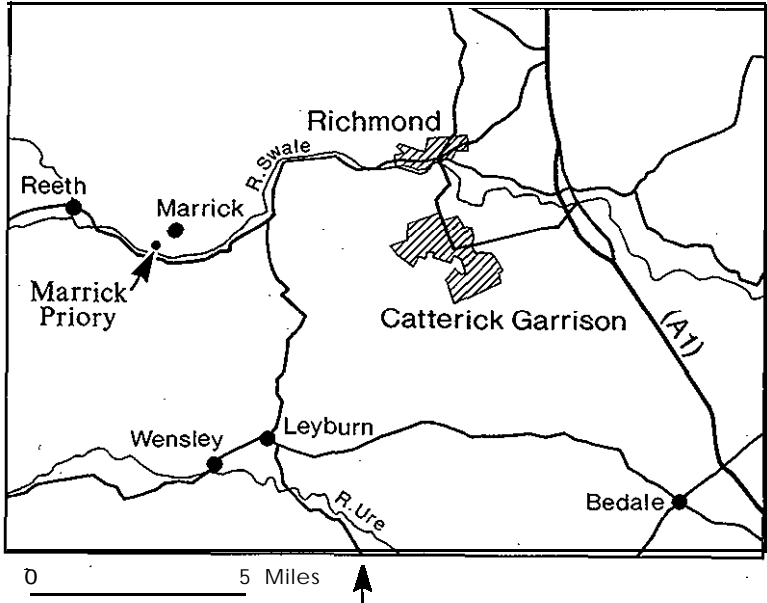 Richmond
R. Swale
Reeth
Marrick
Marrick
Priory
Catterick Garrison
(A1)
Wensley
Leyburn
R. Ure
Bedale
0 5 Miles